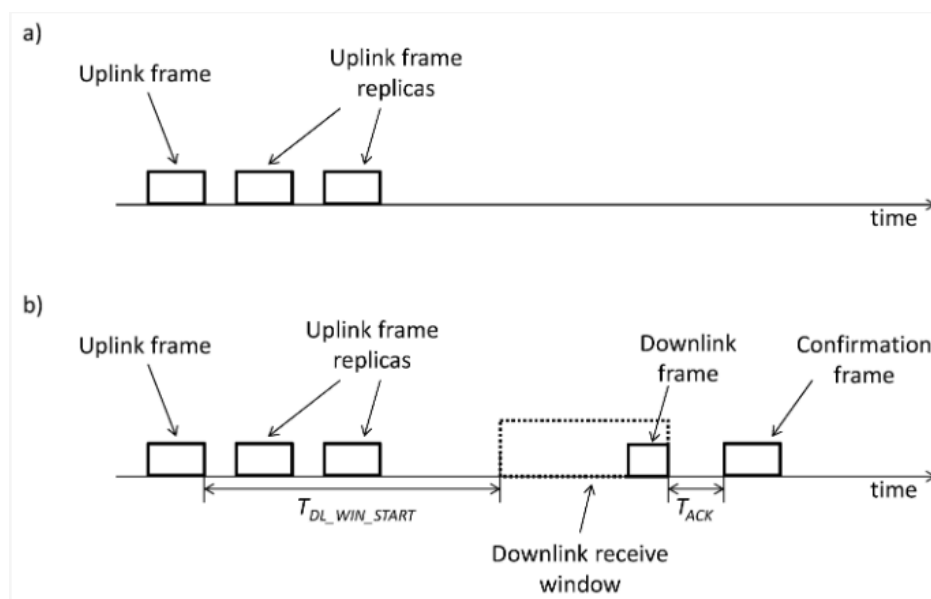 a)
Uplink frame
Uplink frame
replicas
time
b)
Uplink frame
Uplink frame
replicas
Downlink
frame
Confirmation
frame
time
T_DL_WIN_START
T_ACK
Downlink receive
window